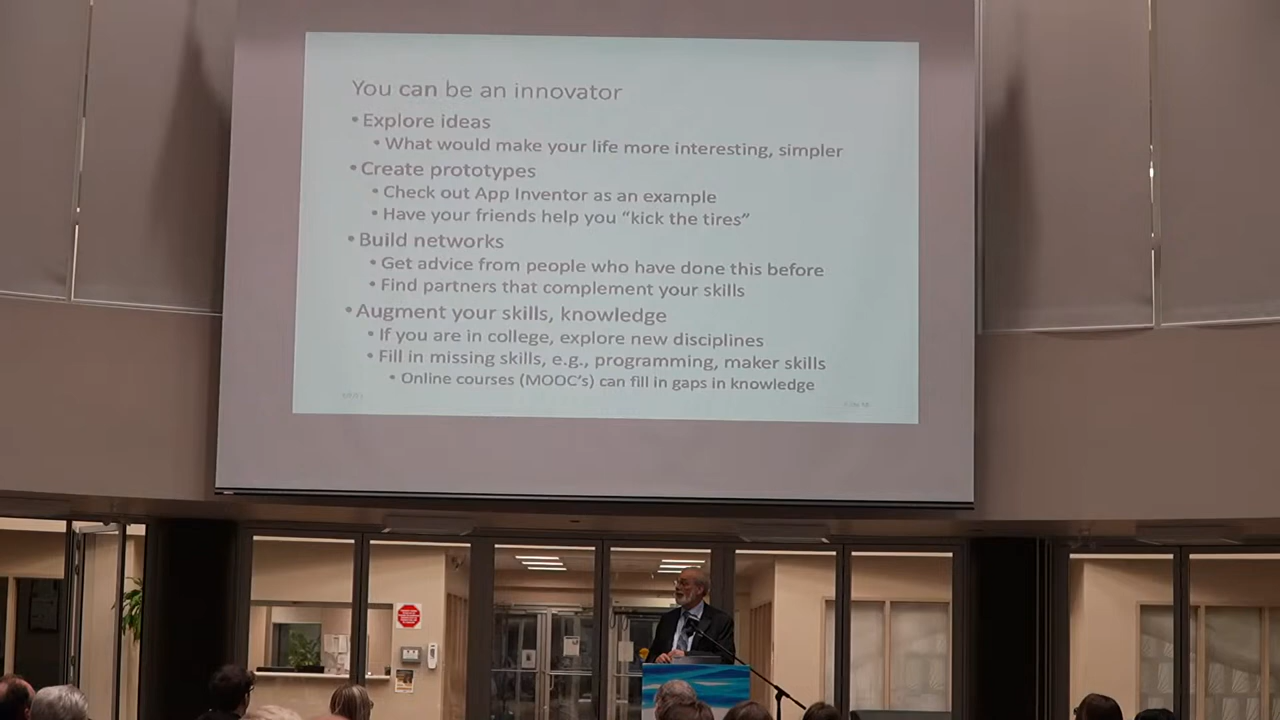 You can be an innovator
• Explore ideas
• What would make your life more interesting, simpler
• Create prototypes
• Check out App Inventor as an example
• Have your friends help you “kick the tires”
• Build networks
• Get advice from people who have done this before
• Find partners that complement your skills
• Augment your skills, knowledge
• If you are in college, explore new disciplines
• Fill in missing skills, e.g., programming, maker skills
• Online courses (MOOC’s) can fill in gaps in knowledge